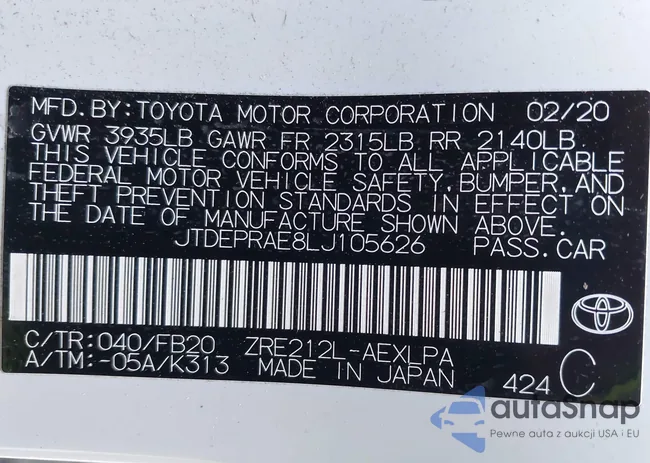 MFD.BY:TOYOTA MOTOR CORPORATION 02/20
GVWR 3935LB GAWR FR 2315LB RR 2140LB
THIS VEHICLE CONFORMS TO ALL APPLICABLE
FEDERAL MOTOR VEHICLE SAFETY,BUMPER,AND
THEFT PREVENTION STANDARDS IN EFFECT ON
THE DATE OF MANUFACTURE SHOWN ABOVE.
JTDEPRAE8LJ105626 PASS.CAR
C/TR:040/FB20 ZRE212L-AEXLPA
A/TM:-05A/K313 MADE IN JAPAN 424 C
autoSnap
Pewne auta z aukcji USA i EU